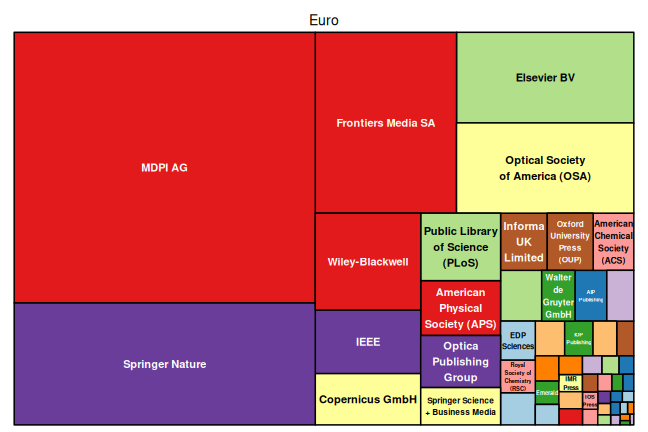 Euro
MDPI AG
Springer Nature
Frontiers Media SA
Elsevier BV
Optical Society
of America (OSA)
Wiley-Blackwell
IEEE
Copernicus GmbH
Public Library
of Science
(PLoS)
American
Physical
Society (APS)
Optica
Publishing
Group
Springer Science
+ Business Media
Informa
UK
Limited
Oxford
University
Press
(OUP)
American
Chemical
Society
(ACS)
Walter
de
Gruyter
GmbH
AIP
Publishing
EDP
Sciences
IOP
Publishing
Royal
Society of
Chemistry
(RSC)
Emerald
IMR
Press
IOS
Press